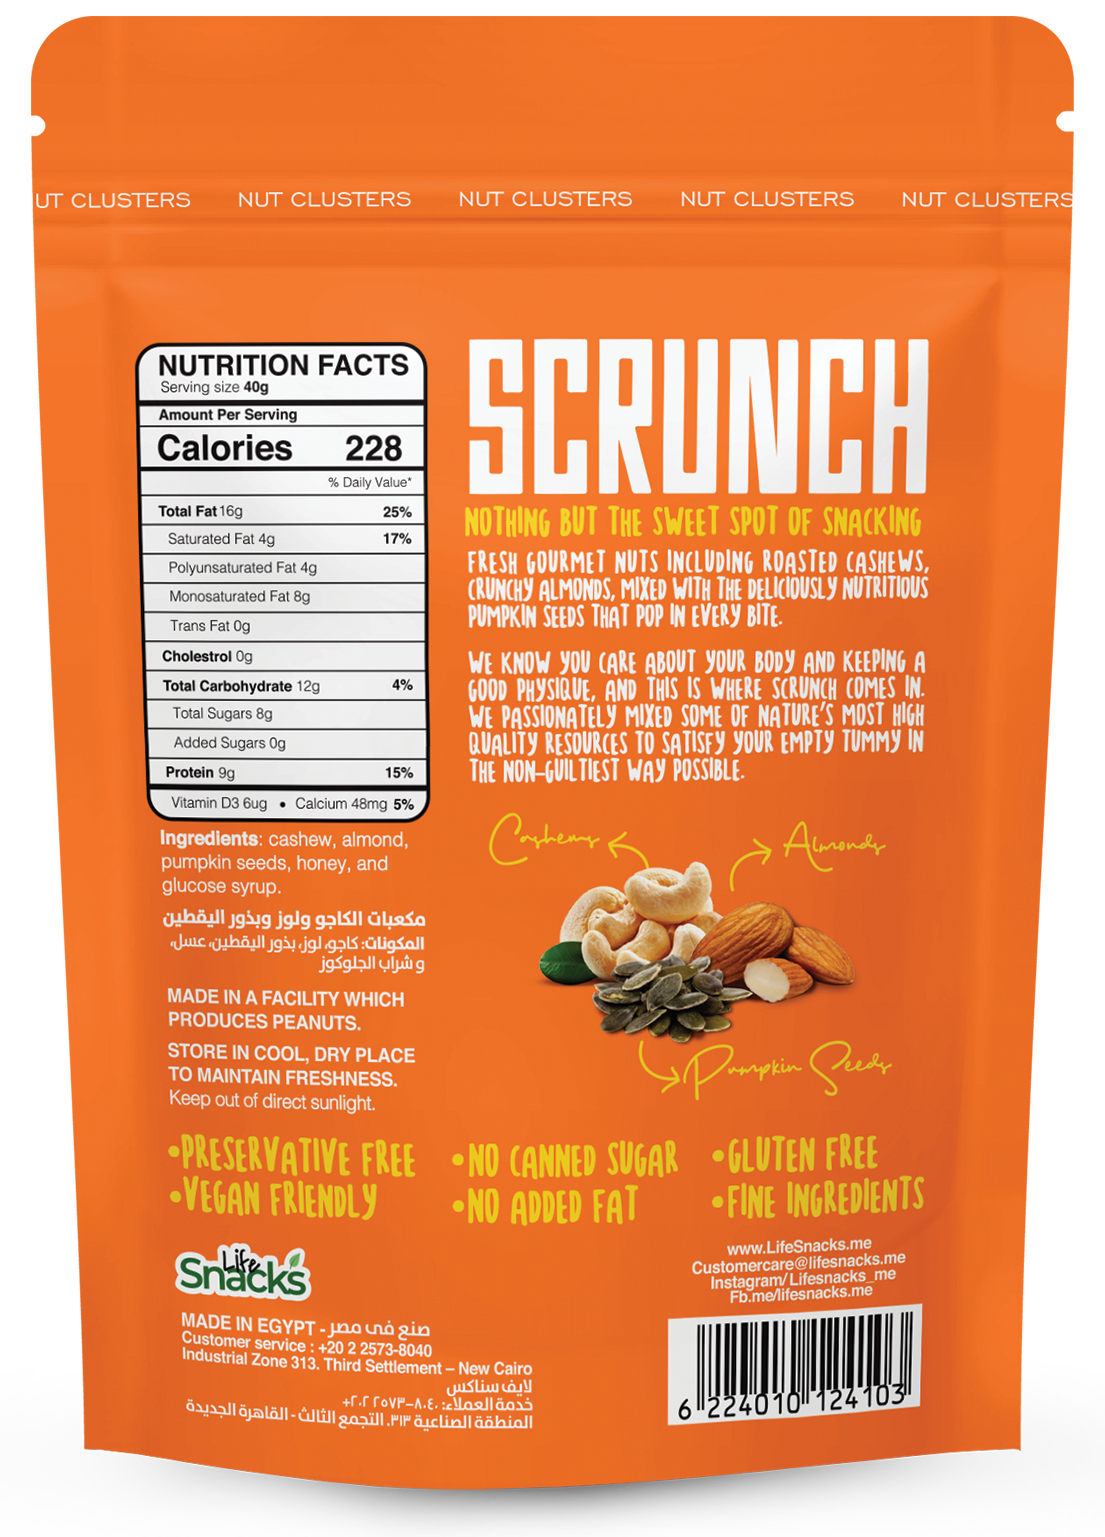 UT CLUSTERS NUT CLUSTERS NUT CLUSTERS NUT CLUSTERS NUT CLUSTERS
NUTRITION FACTS
Serving size 40g
Amount Per Serving
Calories 228
% Daily Value*
Total Fat 16g 25%
Saturated Fat 4g 17%
Polyunsaturated Fat 4g
Monosaturated Fat 8g
Trans Fat 0g
Cholestrol 0g
Total Carbohydrate 12g 4%
Total Sugars 8g
Added Sugars 0g
Protein 9g 15%
Vitamin D3 6ug • Calcium 48mg 5%
Ingredients: cashew, almond,
pumpkin seeds, honey, and
glucose syrup.
مكعبات الكاجو ولوز وبذور اليقطين
المكونات: كاجو، لوز، بذور اليقطين، عسل،
و شراب الجلوكوز
MADE IN A FACILITY WHICH
PRODUCES PEANUTS.
STORE IN COOL, DRY PLACE
TO MAINTAIN FRESHNESS.
Keep out of direct sunlight.
SCRUNCH
NOTHING BUT THE SWEET SPOT OF SNACKING
FRESH GOURMET NUTS INCLUDING ROASTED CASHEWS,
CRUNCHY ALMONDS, MIXED WITH THE DELICIOUSLY NUTRITIOUS
PUMPKIN SEEDS THAT POP IN EVERY BITE.
WE KNOW YOU CARE ABOUT YOUR BODY AND KEEPING A
GOOD PHYSIQUE, AND THIS IS WHERE SCRUNCH COMES IN.
WE PASSIONATELY MIXED SOME OF NATURE'S MOST HIGH
QUALITY RESOURCES TO SATISFY YOUR EMPTY TUMMY IN
THE NON-GUILTIEST WAY POSSIBLE.
Cashews
Almonds
Pumpkin Seeds
•PRESERVATIVE FREE
•VEGAN FRIENDLY
•NO CANNED SUGAR
•NO ADDED FAT
•GLUTEN FREE
•FINE INGREDIENTS
Life
Snacks
MADE IN EGYPT - صنع فى مصر
Customer service : +20 2 2573-8040
Industrial Zone 313. Third Settlement – New Cairo
لايف سناكس
خدمة العملاء: ٨٠٤٠-٢٥٧٣ ٢ ٢٠+
المنطقة الصناعية ٣١٣. التجمع الثالث - القاهرة الجديدة
www.LifeSnacks.me
Customercare@lifesnacks.me
Instagram/Lifesnacks_me
Fb.me/lifesnacks.me
6 224010 124103